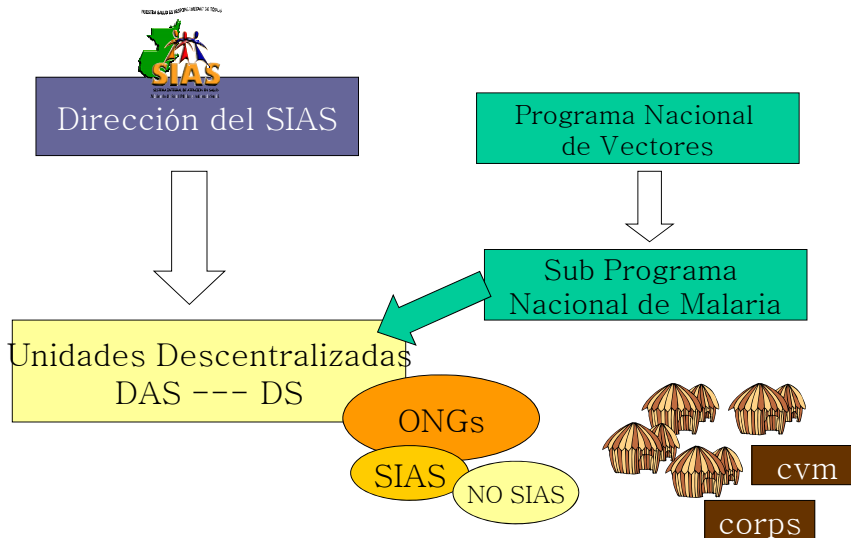 SIAS
Dirección del SIAS
Programa Nacional
de Vectores
Sub Programa
Nacional de Malaria
Unidades Descentralizadas
DAS --- DS
ONGs
SIAS
NO SIAS
cvm
corps